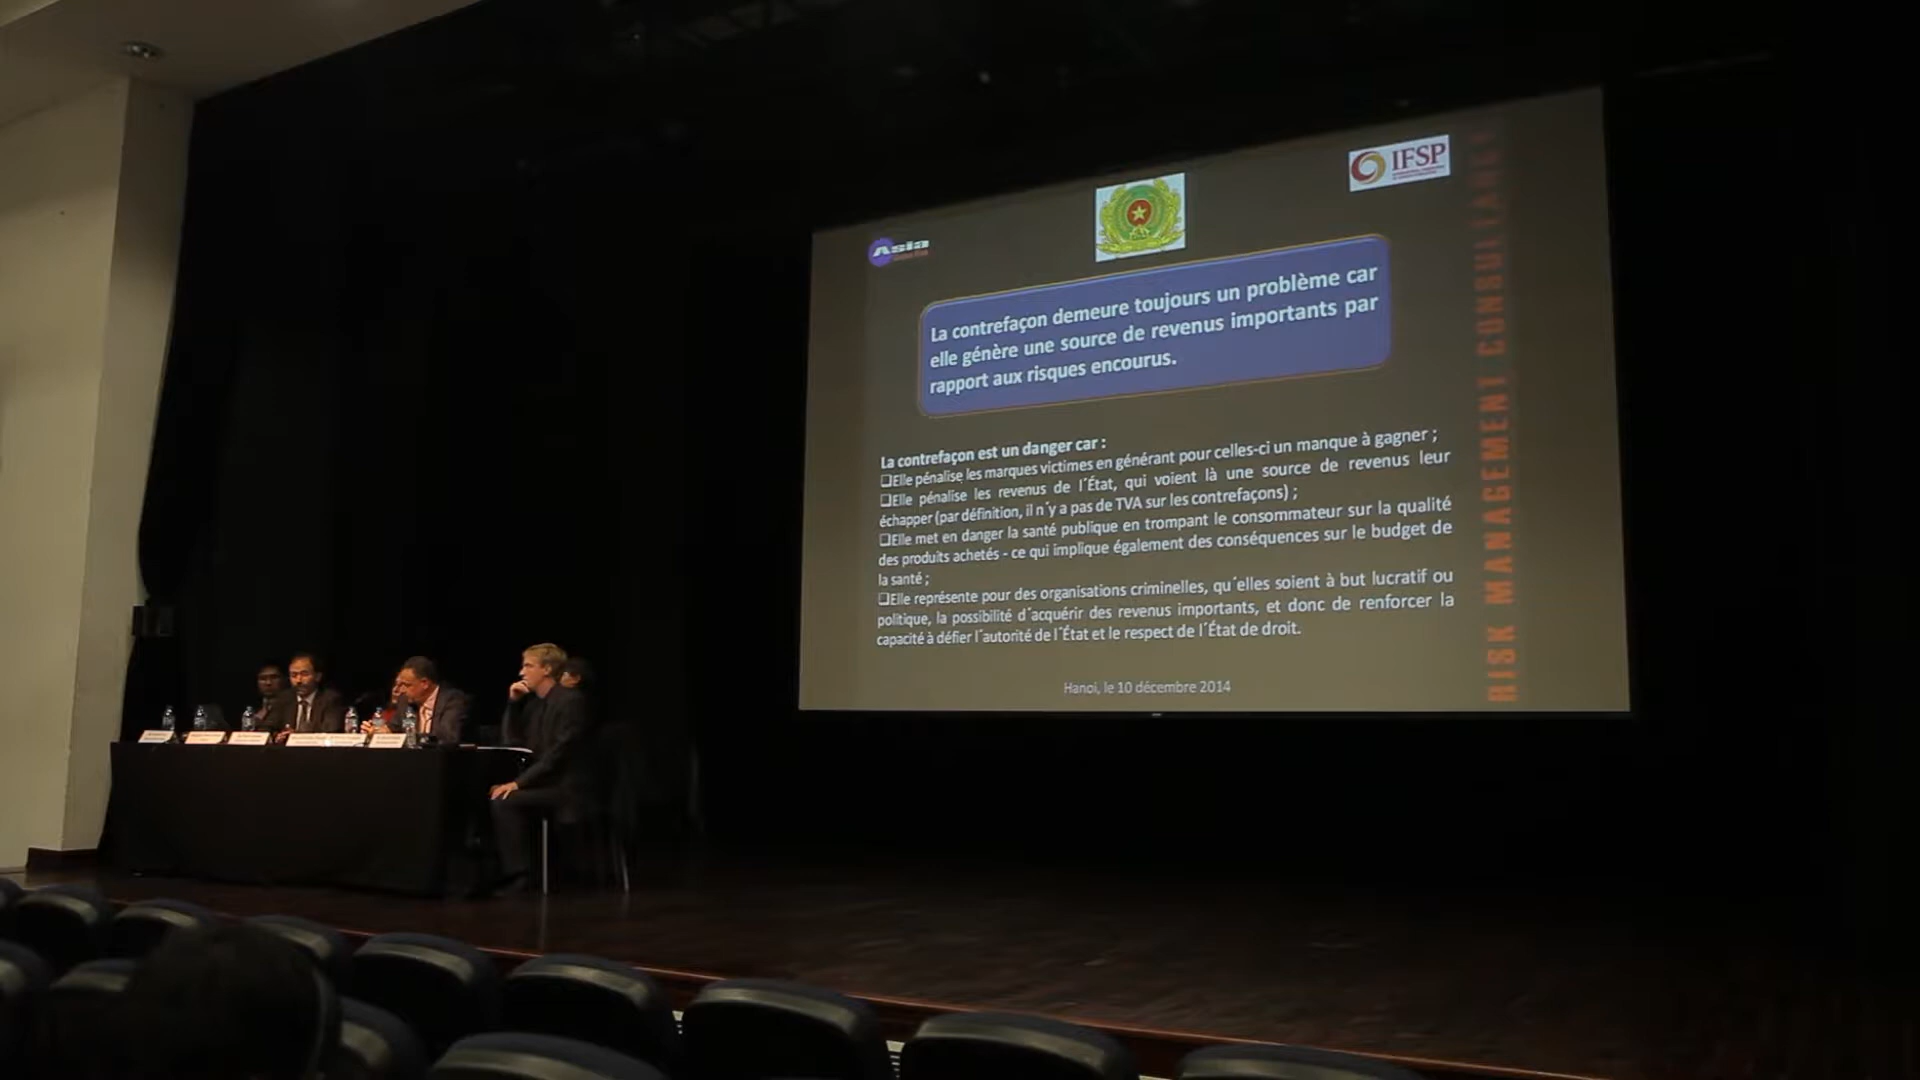 IFSP
Asia
La contrefaçon demeure toujours un problème car
elle génère une source de revenus importants par
rapport aux risques encourus.
La contrefaçon est un danger car :
❑Elle pénalise les marques victimes en générant pour celles-ci un manque à gagner ;
❑Elle pénalise les revenus de l´État, qui voient là une source de revenus leur
échapper (par définition, il n´y a pas de TVA sur les contrefaçons) ;
❑Elle met en danger la santé publique en trompant le consommateur sur la qualité
des produits achetés - ce qui implique également des conséquences sur le budget de
la santé ;
❑Elle représente pour des organisations criminelles, qu´elles soient à but lucratif ou
politique, la possibilité d´acquérir des revenus importants, et donc de renforcer la
capacité à défier l´autorité de l´État et le respect de l´État de droit.
Hanoi, le 10 décembre 2014
RISK MANAGEMENT CONSULTANCY